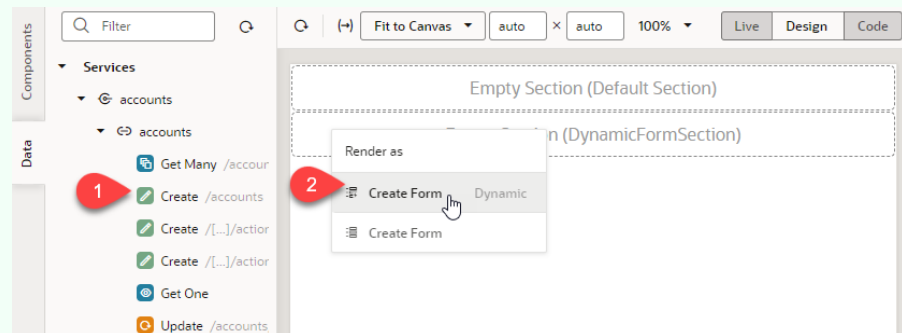 Components
Data
Filter
Services
accounts
accounts
Get Many /accour
Create /accounts
Create /[...]/actior
Create /[...]/actior
Get One
Update /accounts
Fit to Canvas
auto
×
auto
100%
Live
Design
Code
Empty Section (Default Section)
(DynamicFormSection)
Render as
Create Form Dynamic
Create Form
1
2